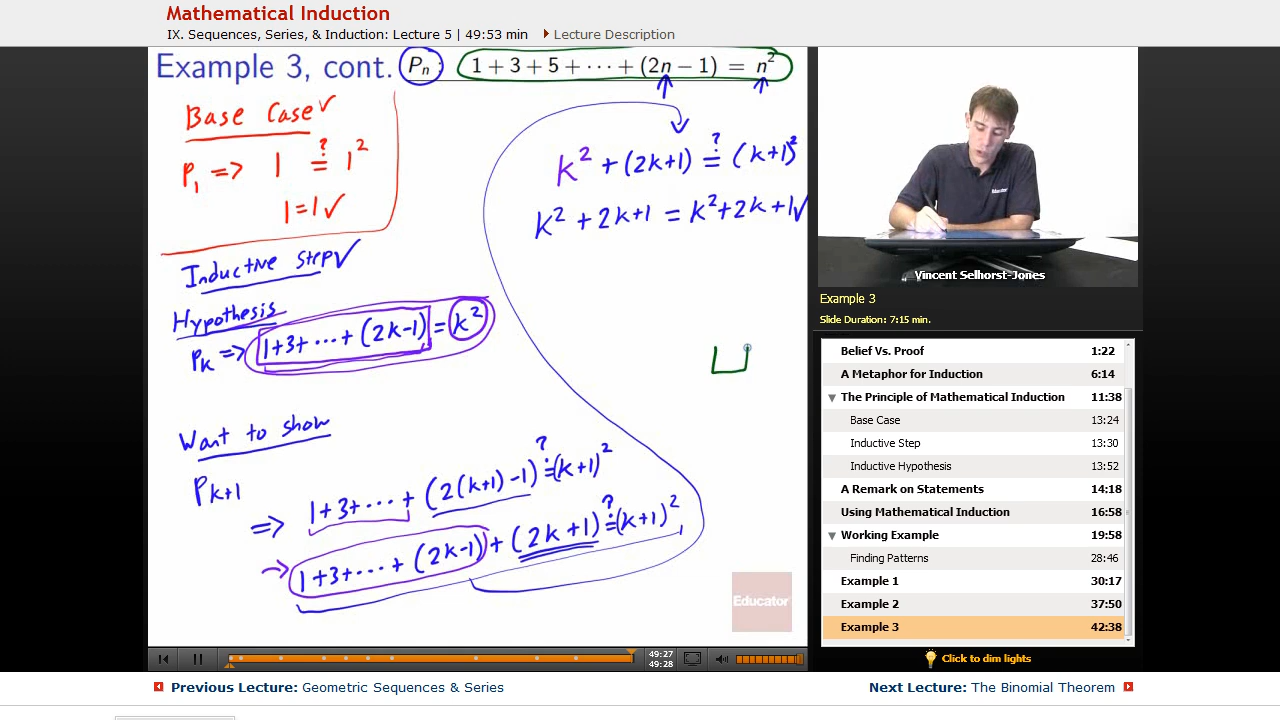 Mathematical Induction
IX. Sequences, Series, & Induction: Lecture 5 | 49:53 min
Lecture Description
Example 3, cont. Pn: 1 + 3 + 5 + ⋯ + (2n − 1) = n²
Base Case ✓
P₁ => 1 ≟ 1²
1 = 1 ✓
Inductive Step ✓
Hypothesis
Pk => 1+3+ ⋯ + (2k-1) = k²
Want to show
Pk+1
=> 1+3+ ⋯ + (2(k+1)-1) ≟ (k+1)²
→ 1+3+ ⋯ + (2k-1) + (2k+1) ≟ (k+1)²
k² + (2k+1) ≟ (k+1)²
k² + 2k+1 = k²+2k+1 ✓
Educator
Educator
Vincent Selhorst-Jones
Example 3
Slide Duration: 7:15 min.
Belief Vs. Proof 1:22
A Metaphor for Induction 6:14
The Principle of Mathematical Induction 11:38
Base Case 13:24
Inductive Step 13:30
Inductive Hypothesis 13:52
A Remark on Statements 14:18
Using Mathematical Induction 16:58
Working Example 19:58
Finding Patterns 28:46
Example 1 30:17
Example 2 37:50
Example 3 42:38
49:27
49:28
Click to dim lights
Previous Lecture: Geometric Sequences & Series
Next Lecture: The Binomial Theorem